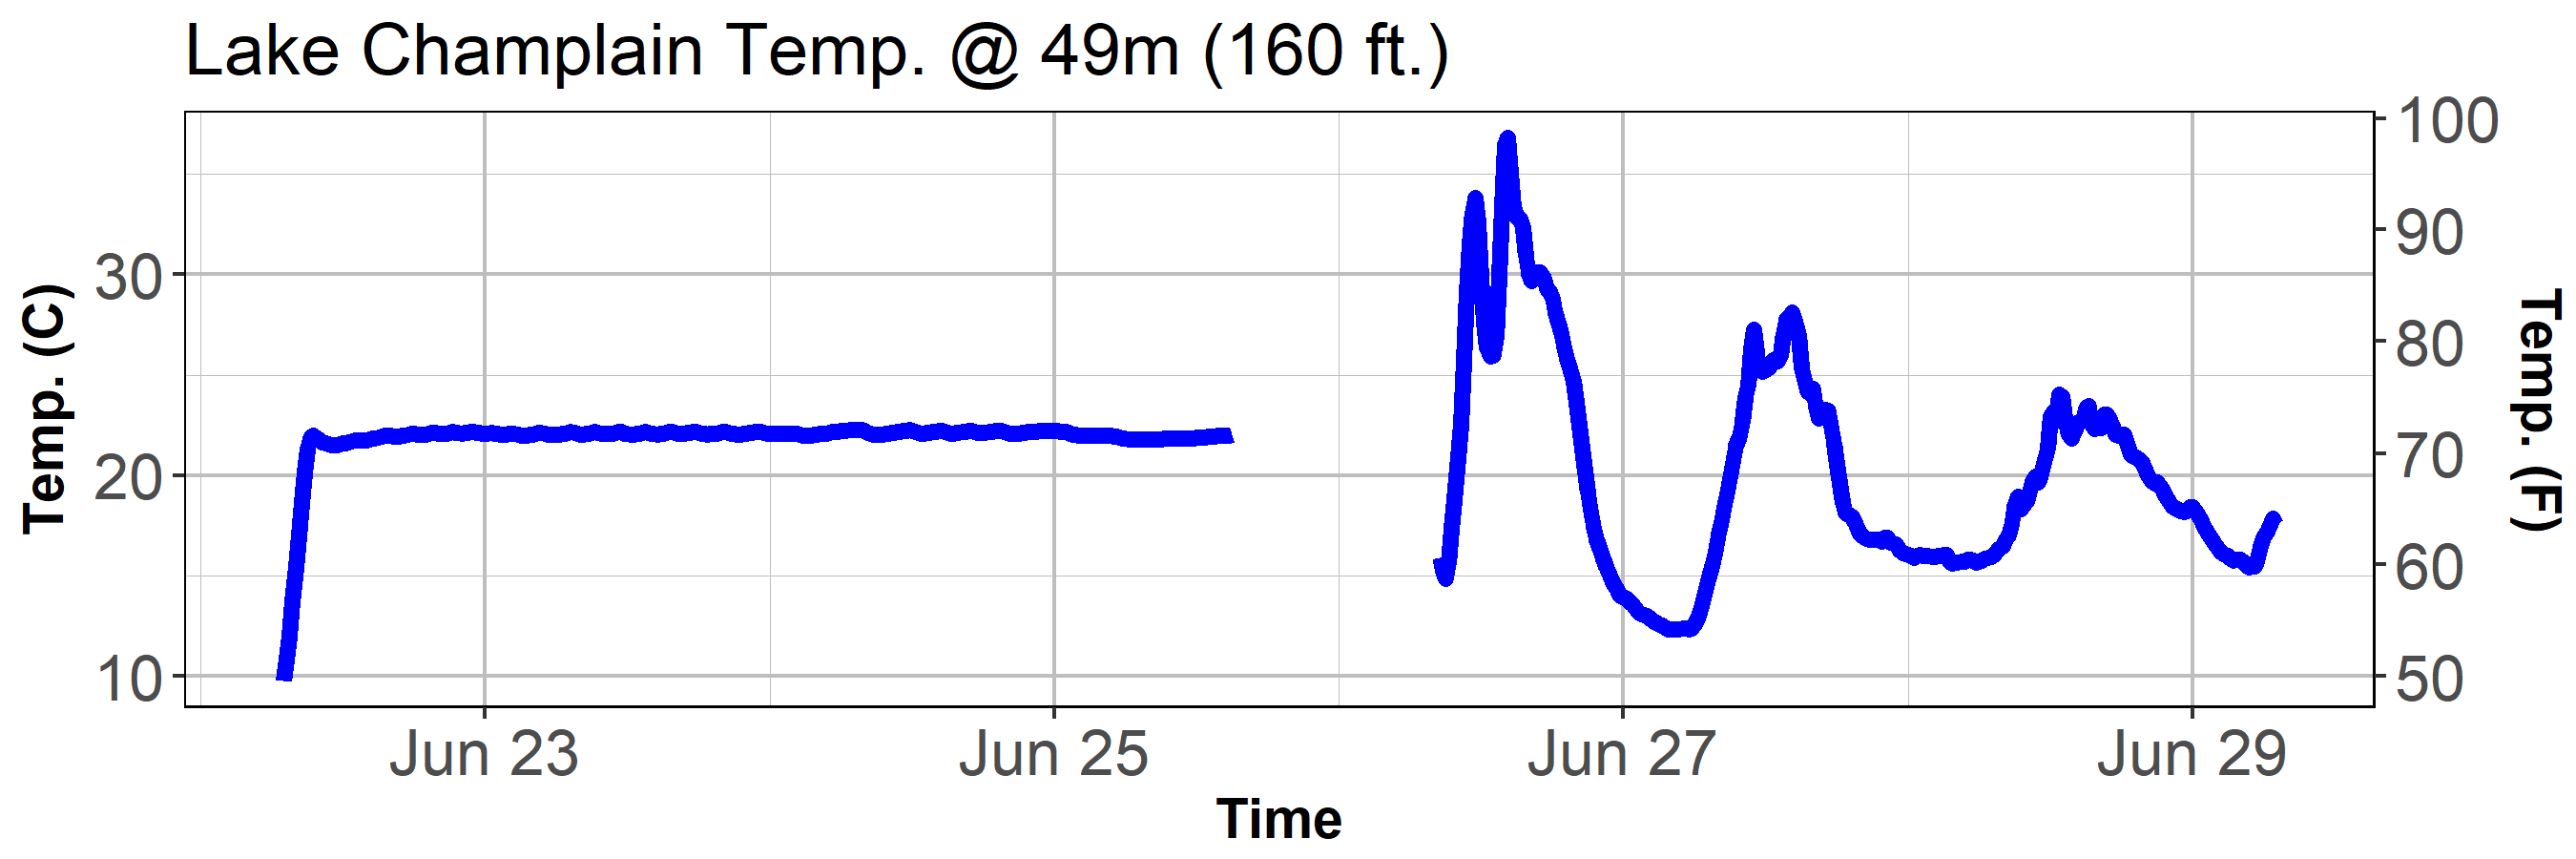 Lake Champlain Temp. @ 49m (160 ft.)
100
90
30
80
Temp. (C)
Temp. (F)
20
70
60
10
50
Jun 23 Jun 25 Jun 27 Jun 29
Time